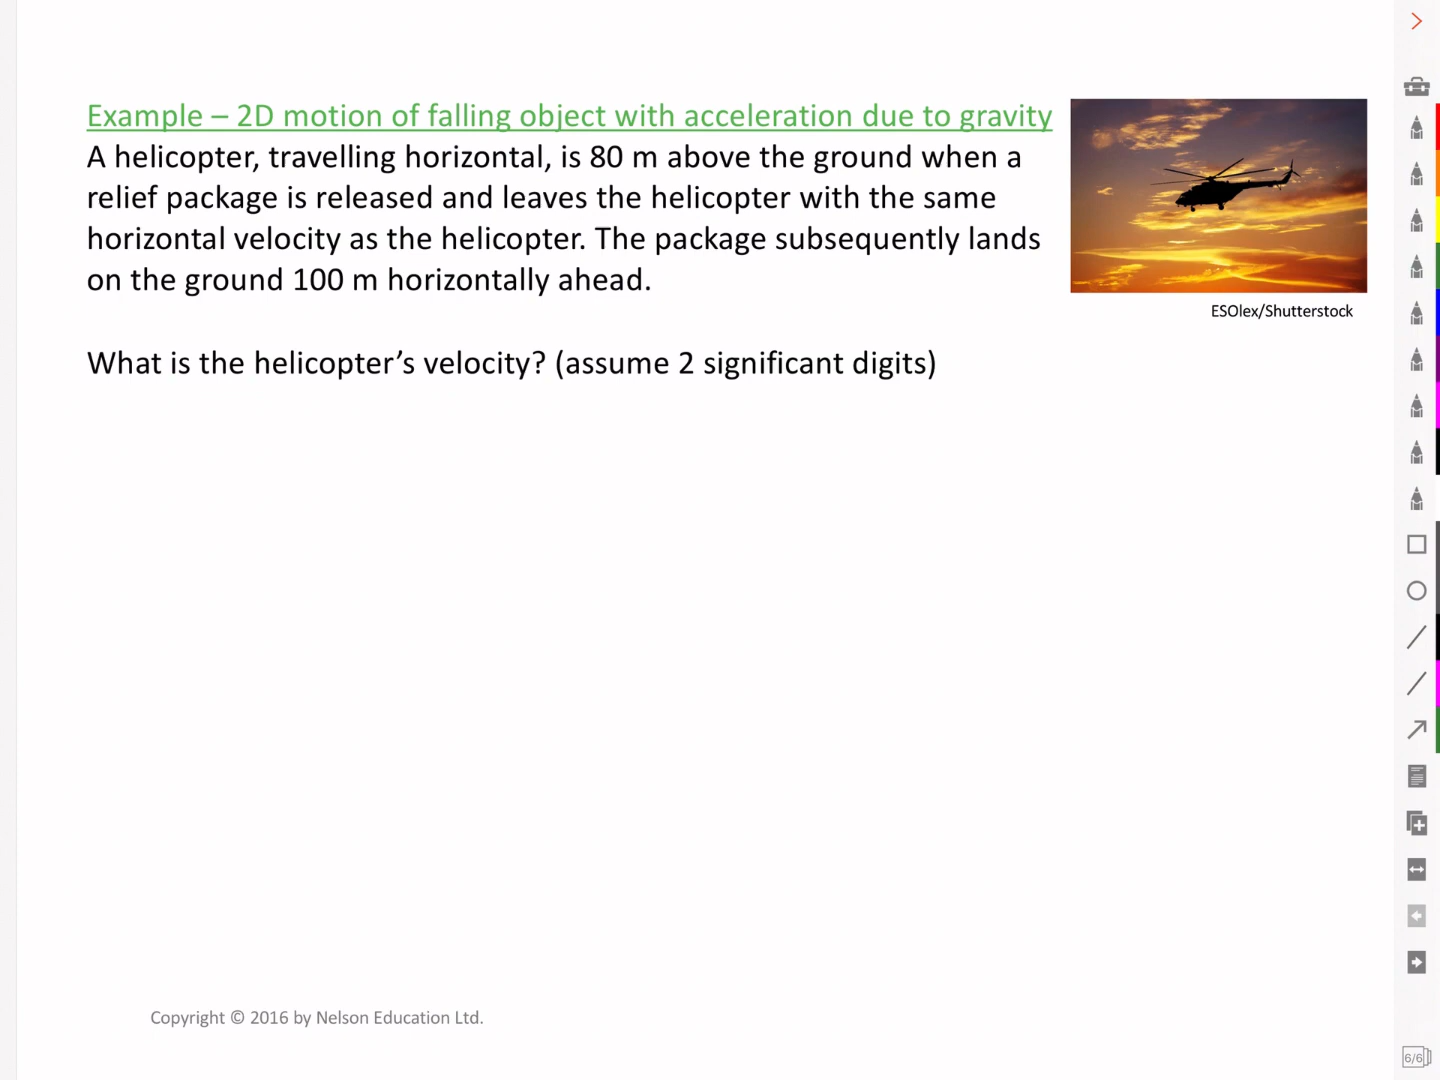 Example – 2D motion of falling object with acceleration due to gravity
A helicopter, travelling horizontal, is 80 m above the ground when a
relief package is released and leaves the helicopter with the same
horizontal velocity as the helicopter. The package subsequently lands
on the ground 100 m horizontally ahead.
ESOlex/Shutterstock
What is the helicopter’s velocity? (assume 2 significant digits)
Copyright © 2016 by Nelson Education Ltd.
6/6